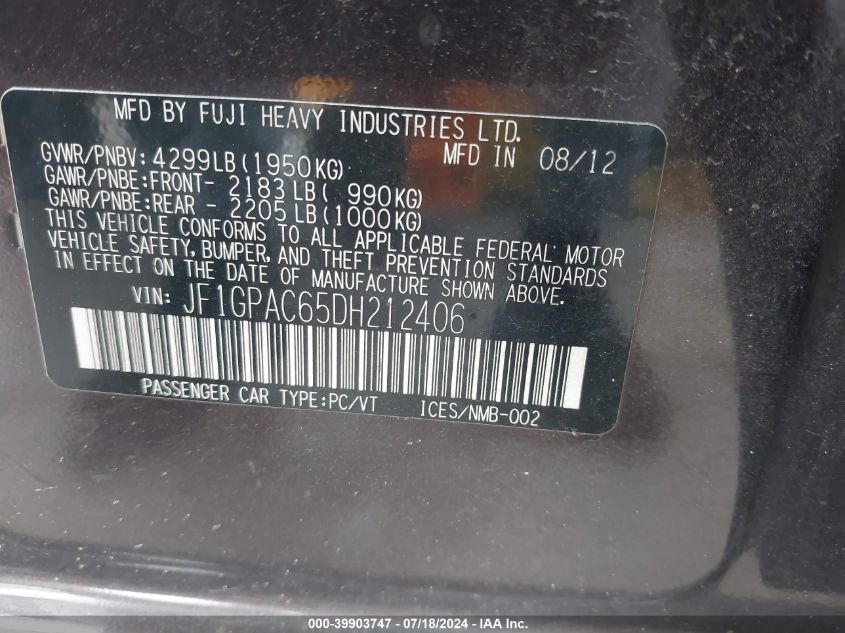 MFD BY FUJI HEAVY INDUSTRIES LTD.
GVWR/PNBV: 4299LB(1950KG) MFD IN 08/12
GAWR/PNBE:FRONT- 2183LB( 990KG)
GAWR/PNBE:REAR - 2205LB(1000KG)
THIS VEHICLE CONFORMS TO ALL APPLICABLE FEDERAL MOTOR
VEHICLE SAFETY, BUMPER, AND THEFT PREVENTION STANDARDS
IN EFFECT ON THE DATE OF MANUFACTURE SHOWN ABOVE.
VIN: JF1GPAC65DH212406
PASSENGER CAR TYPE:PC/VT ICES/NMB-002
000-39903747 - 07/18/2024 - IAA Inc.